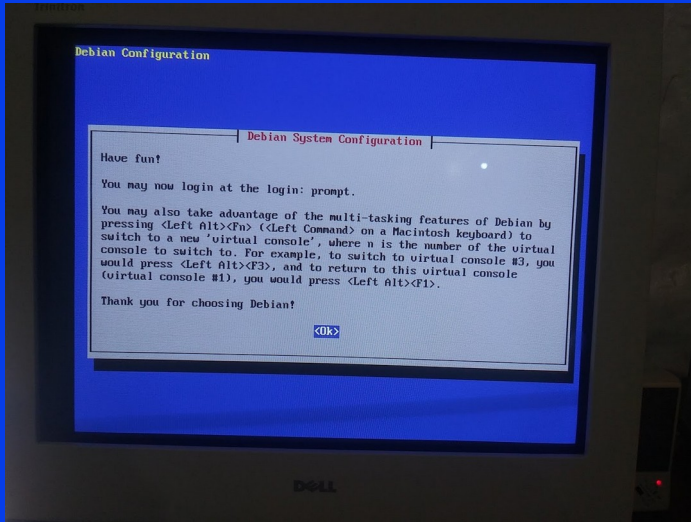 Trinitron
Debian Configuration
Debian System Configuration
Have fun!
You may now login at the login: prompt.
You may also take advantage of the multi-tasking features of Debian by
pressing <Left Alt><Fn> (<Left Command> on a Macintosh keyboard) to
switch to a new 'virtual console', where n is the number of the virtual
console to switch to. For example, to switch to virtual console #3, you
would press <Left Alt><F3>, and to return to this virtual console
(virtual console #1), you would press <Left Alt><F1>.
Thank you for choosing Debian!
<Ok>
DELL